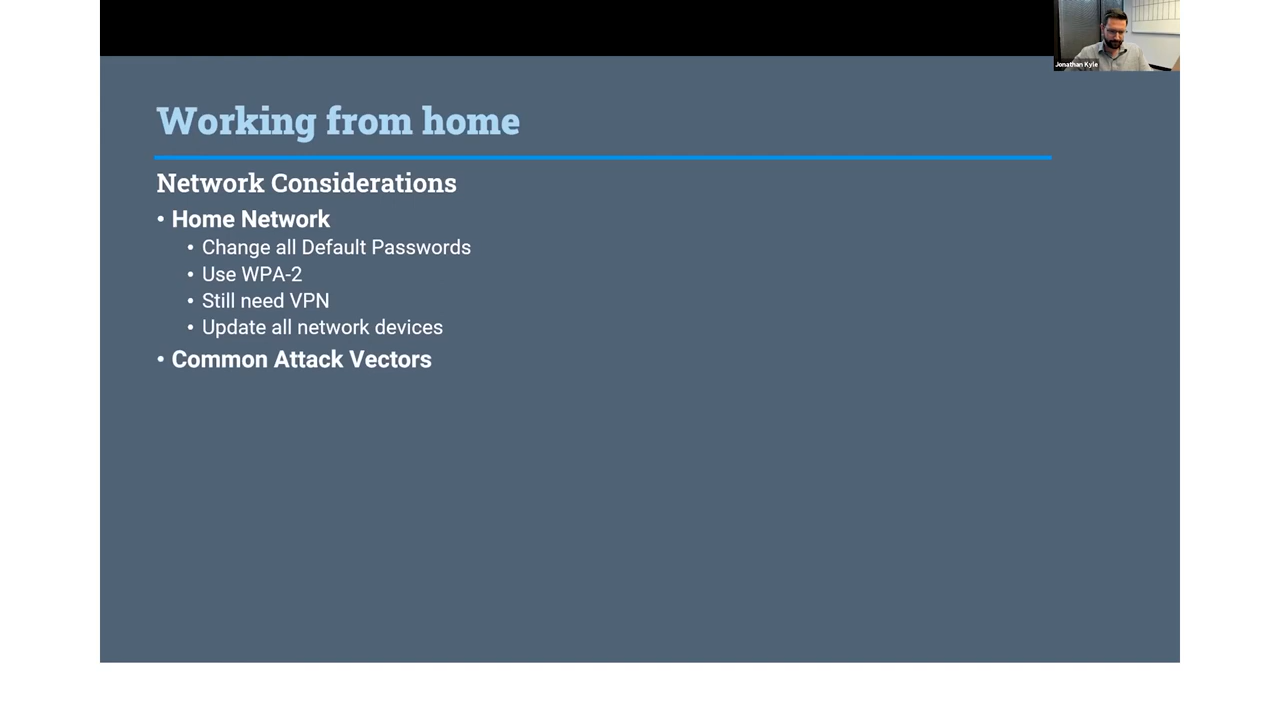 Jonathan Kyle
Working from home
Network Considerations
• Home Network
• Change all Default Passwords
• Use WPA-2
• Still need VPN
• Update all network devices
• Common Attack Vectors